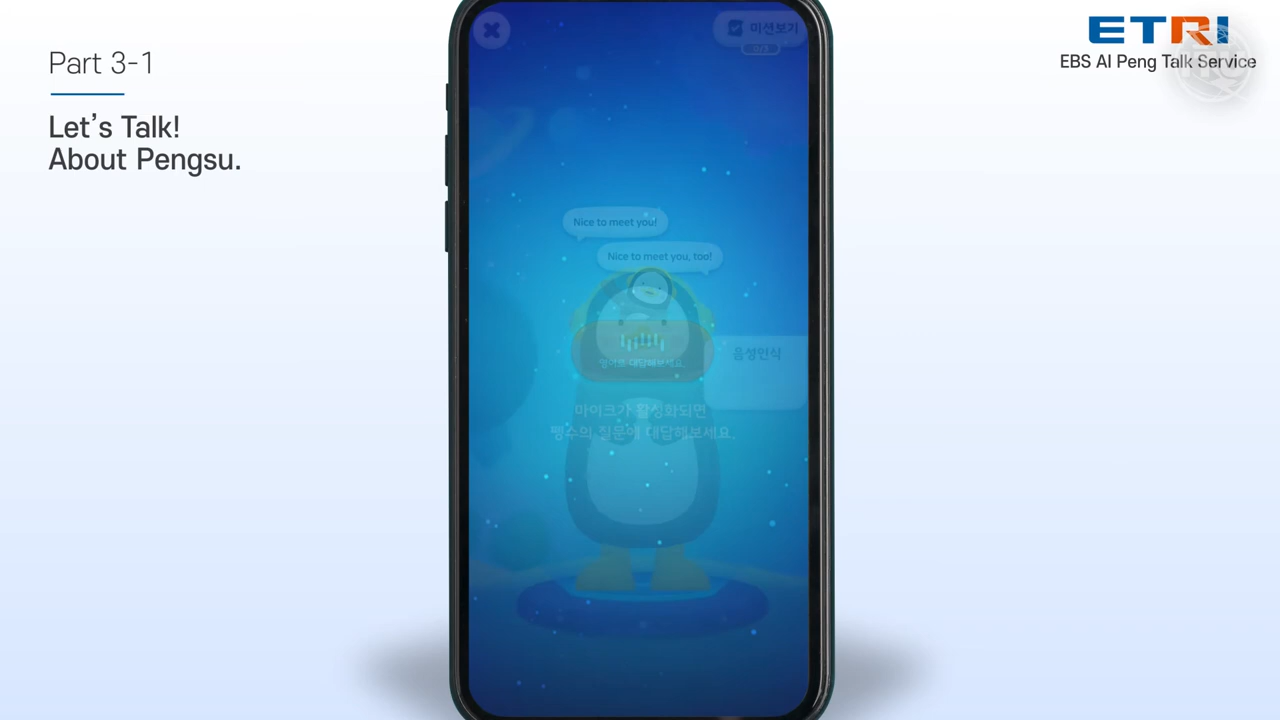 Part 3-1
Let's Talk!
About Pengsu.
ETRI
EBS AI Peng Talk Service
미션보기
0/3
Nice to meet you!
Nice to meet you, too!
음성인식
영어로 대답해보세요.
마이크가 활성화되면
펭수의 질문에 대답해보세요.